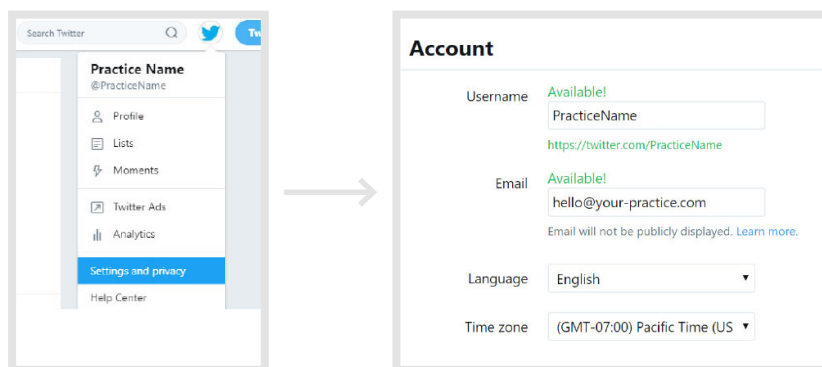 Search Twitter
Tw
Practice Name
@PracticeName
Profile
Lists
Moments
Twitter Ads
Analytics
Settings and privacy
Help Center
Account
Username
Available!
PracticeName
https://twitter.com/PracticeName
Email
Available!
hello@your-practice.com
Email will not be publicly displayed. Learn more.
Language
English
Time zone
(GMT-07:00) Pacific Time (US